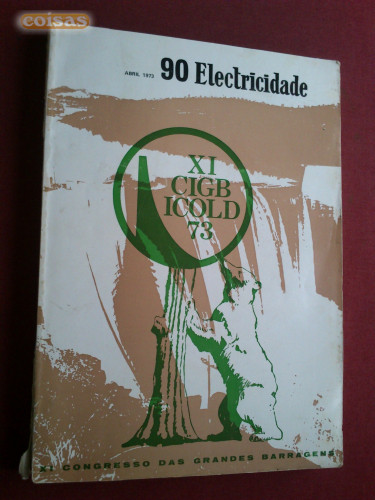 coisas
ABRIL 1973 90 Electricidade
XI
CIGB
ICOLD
73
XI CONGRESSO DAS GRANDES BARRAGENS